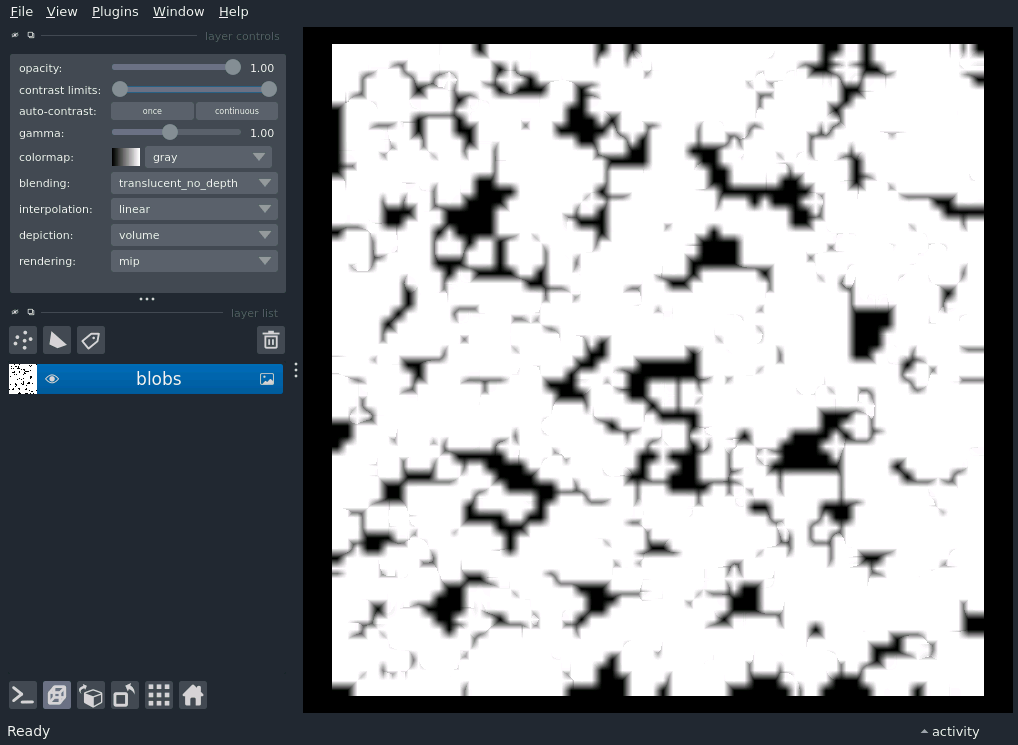 File View Plugins Window Help
layer controls
opacity: 1.00
contrast limits:
auto-contrast: once continuous
gamma: 1.00
colormap: gray
blending: translucent_no_depth
interpolation: linear
depiction: volume
rendering: mip
layer list
blobs
Ready activity